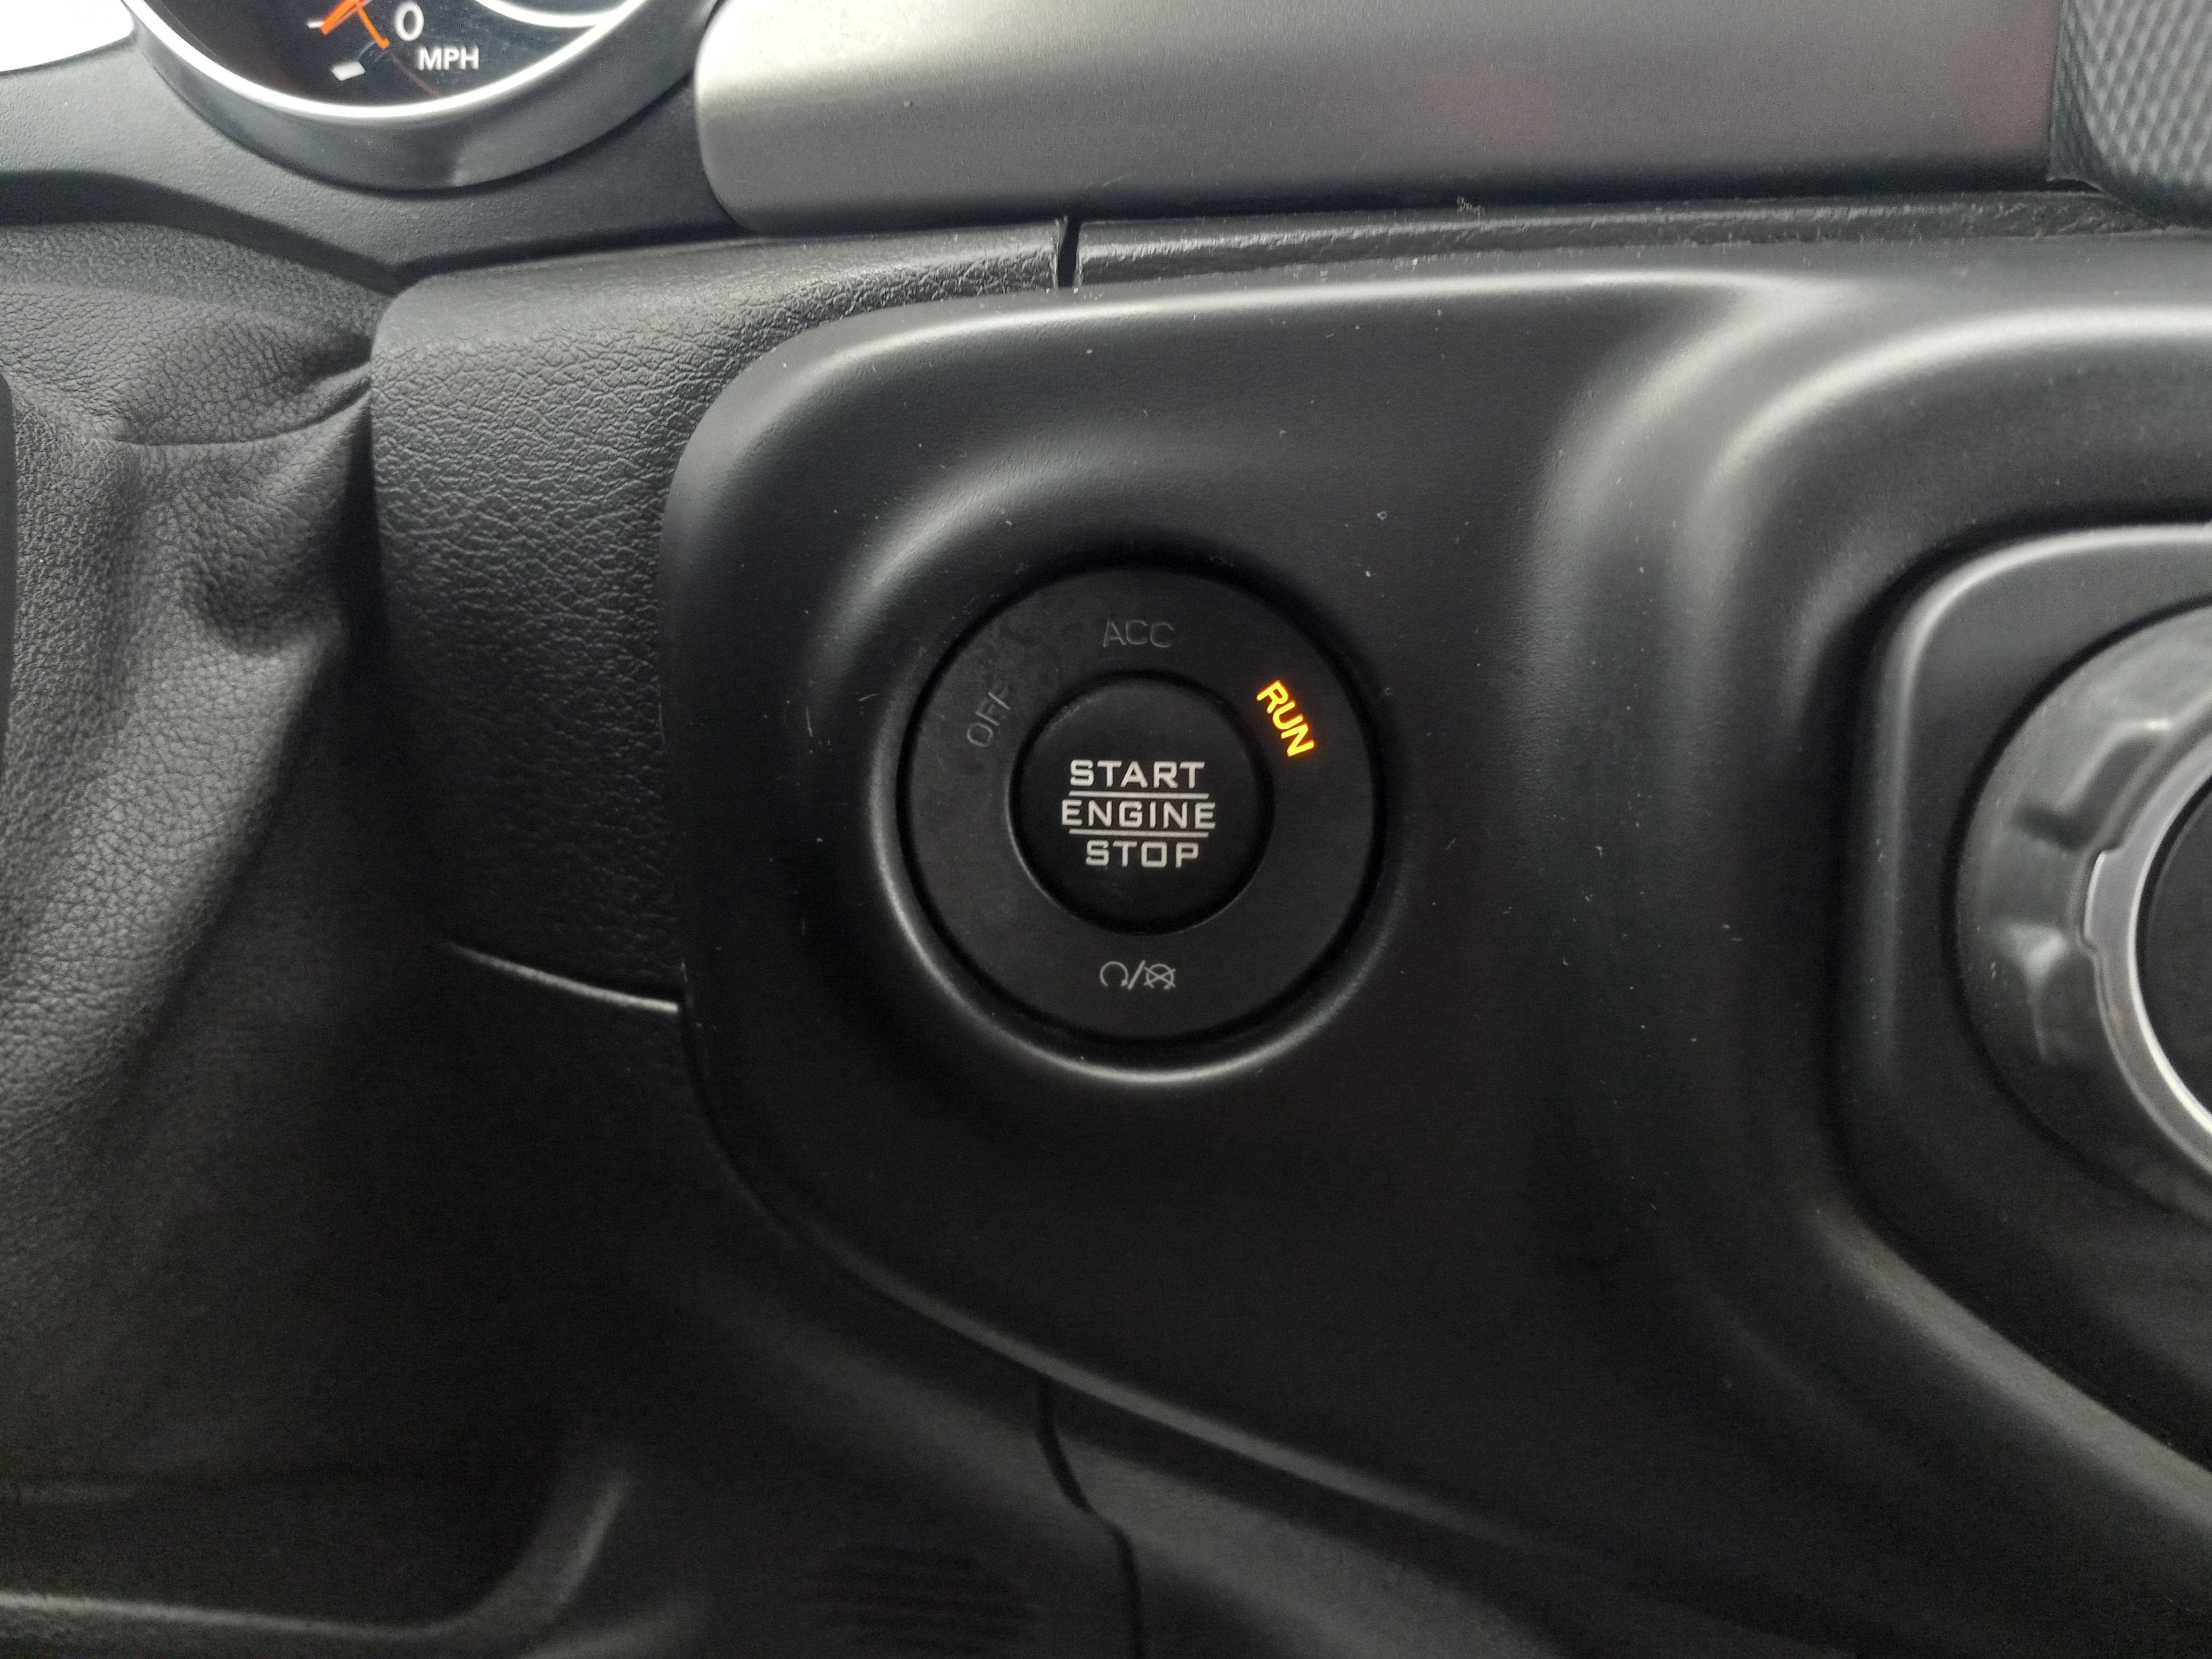 0
MPH
ACC
OFF
RUN
START
ENGINE
STOP